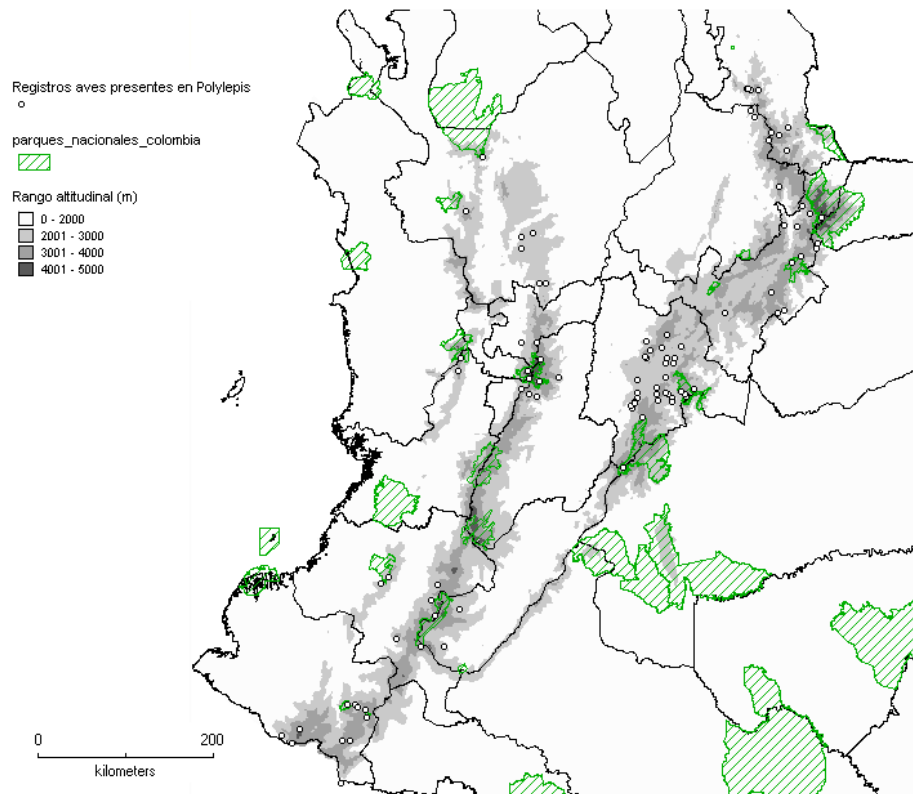 Registros aves presentes en Polylepis
parques_nacionales_colombia
Rango altitudinal (m)
0 - 2000
2001 - 3000
3001 - 4000
4001 - 5000
0 200
kilometers